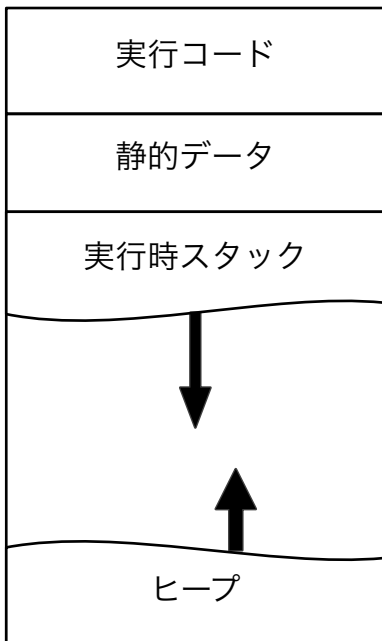 実行コード
静的データ
実行時スタック
ヒープ